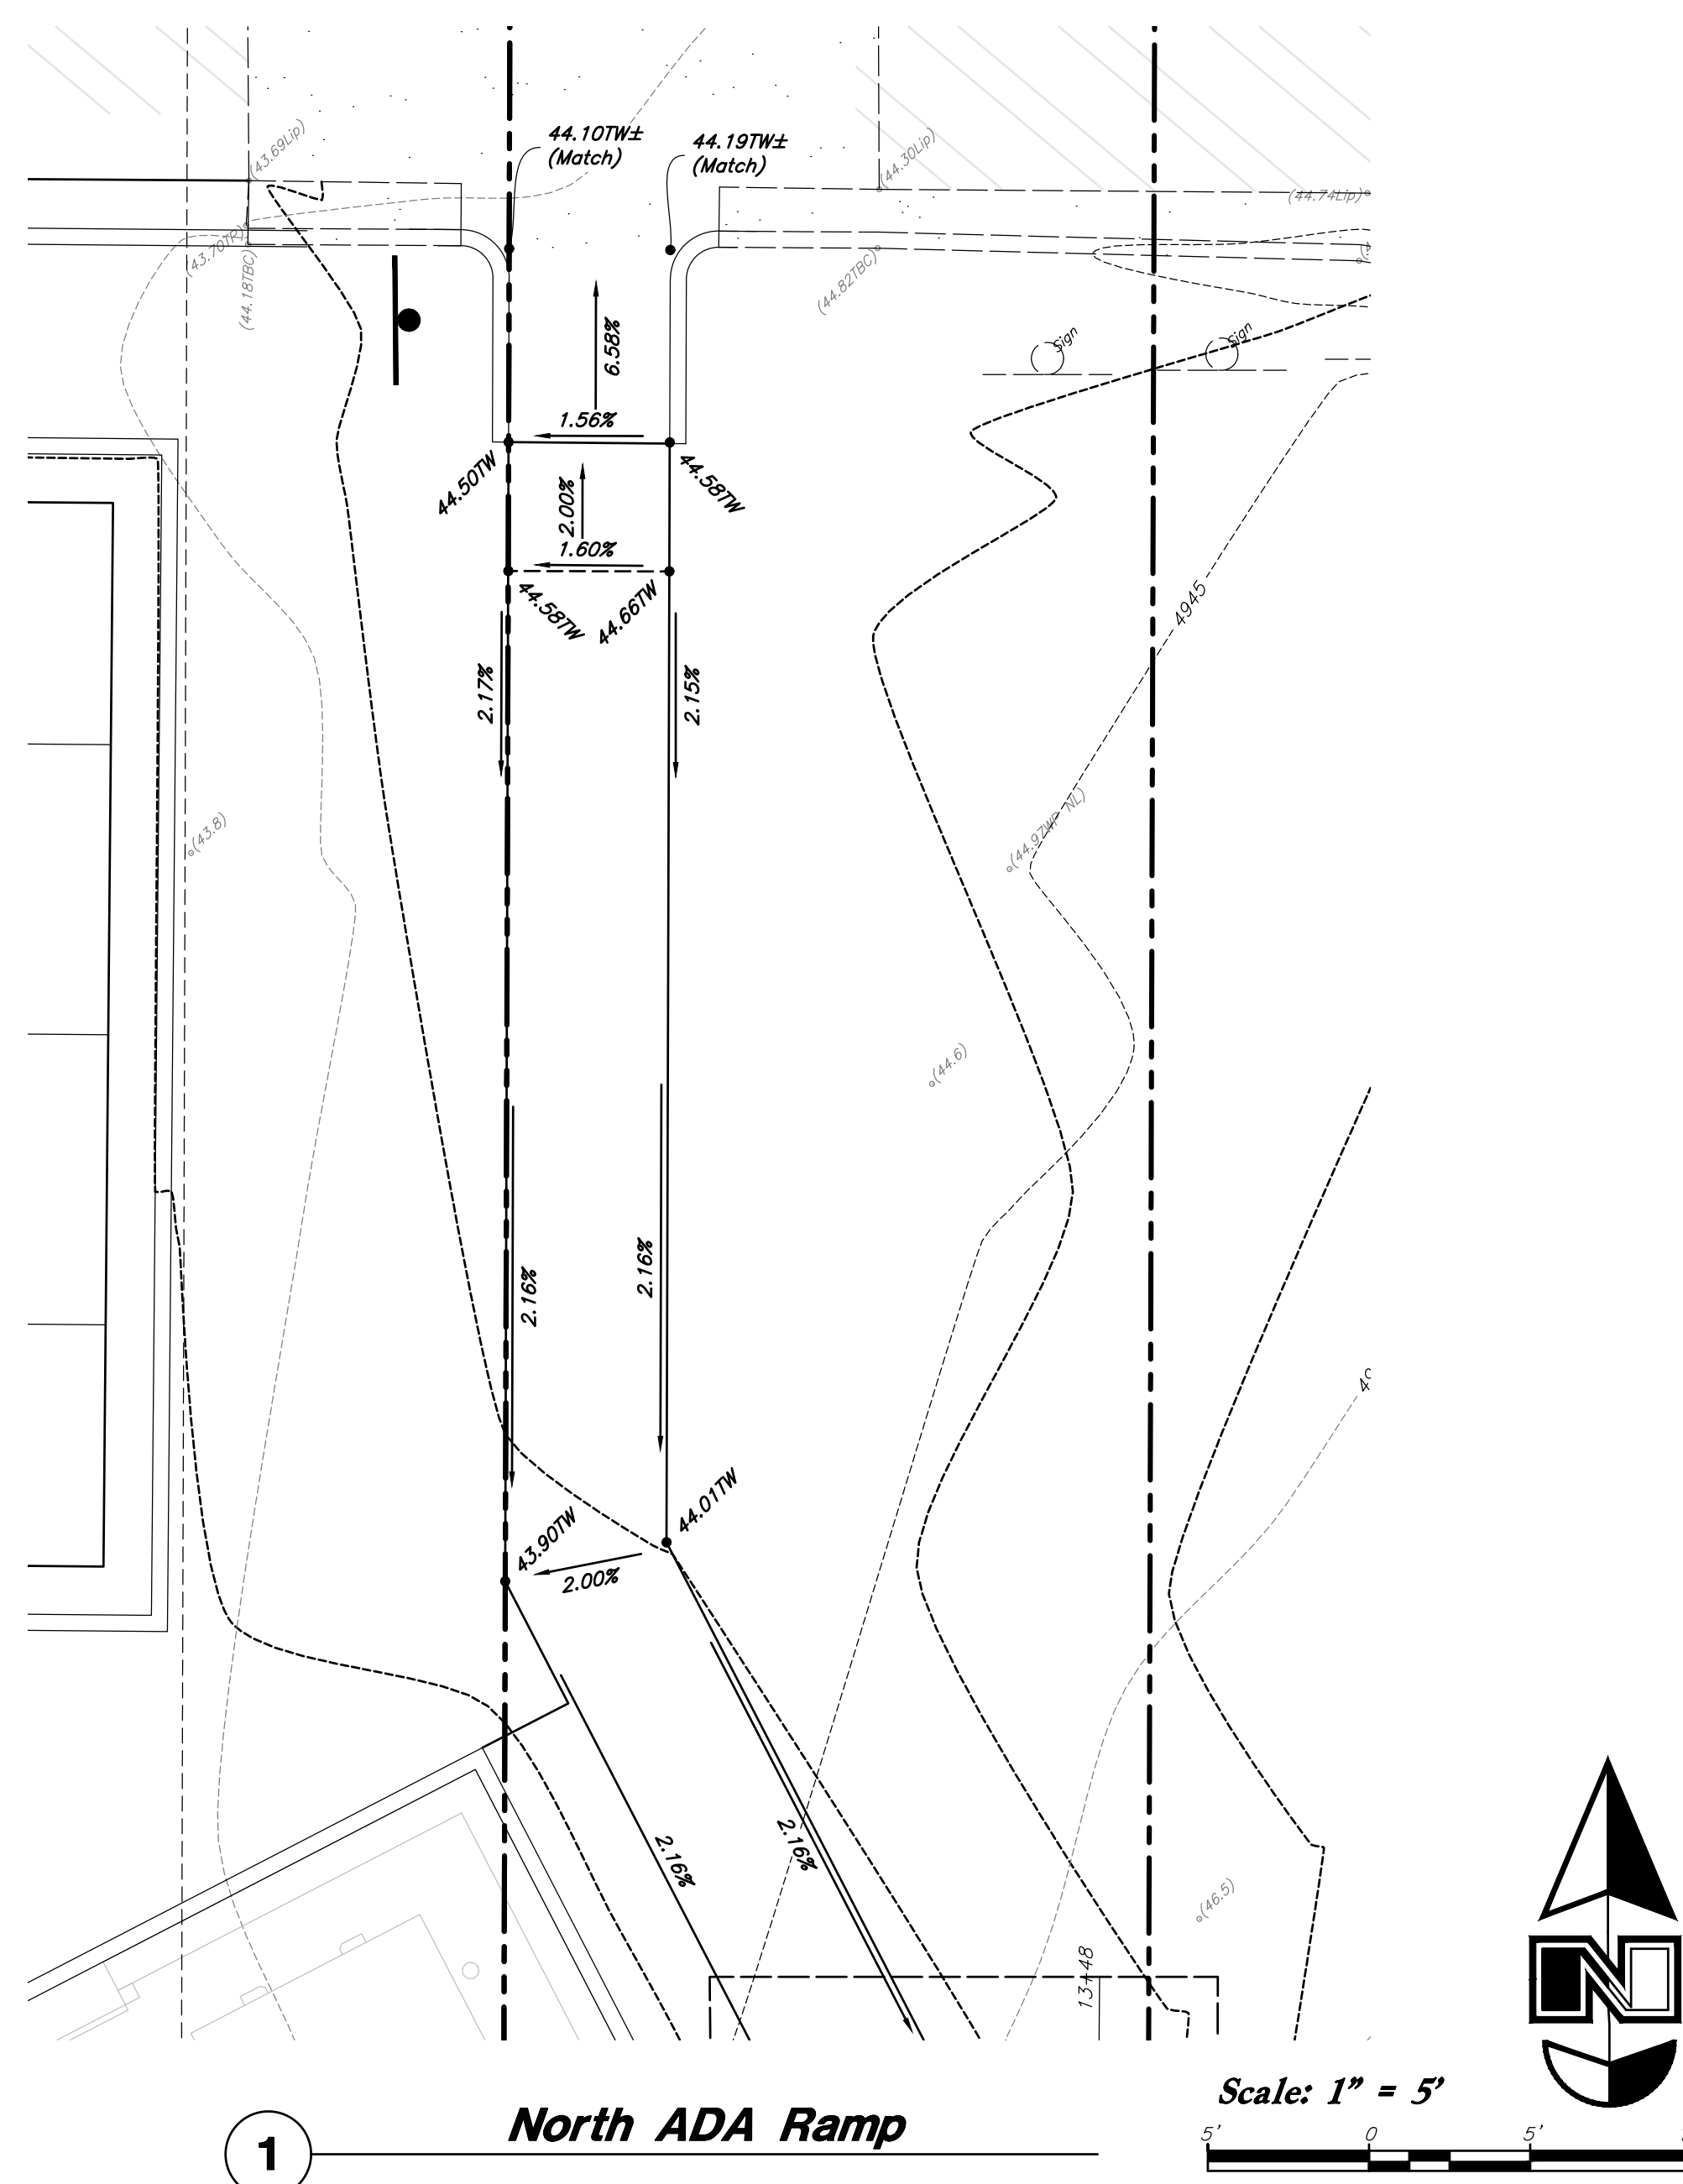 44.10TW±
(Match)
44.19TW±
(Match)
(43.69Lip)
(44.30Lip)
(44.74Lip)
(43.70TP)
(44.18TBC)
(44.82TBC)
6.58%
Sign
Sign
1.56%
44.50TW
44.58TW
2.00%
1.60%
44.58TW
44.66TW
4945
2.17%
2.15%
(43.8)
(44.6)
2.16%
2.16%
43.90TW
44.01TW
2.00%
2.16%
2.16%
(46.5)
13+48
N
Scale: 1" = 5'
1
North ADA Ramp
5'
0
5'